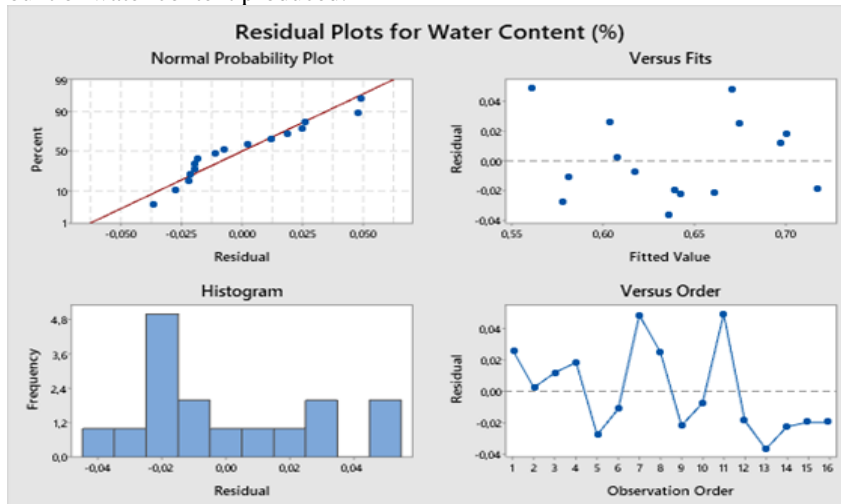 Residual Plots for Water Content (%)
Normal Probability Plot
Versus Fits
99
90
50
10
1
Percent
-0,050
-0,025
0,000
0,025
0,050
Residual
0,04
0,02
0,00
-0,02
-0,04
Residual
0,55
0,60
0,65
0,70
Fitted Value
Histogram
Versus Order
4,8
3,6
2,4
1,2
0,0
Frequency
-0,04
-0,02
0,00
0,02
0,04
Residual
0,04
0,02
0,00
-0,02
-0,04
Residual
1 2 3 4 5 6 7 8 9 10 11 12 13 14 15 16
Observation Order